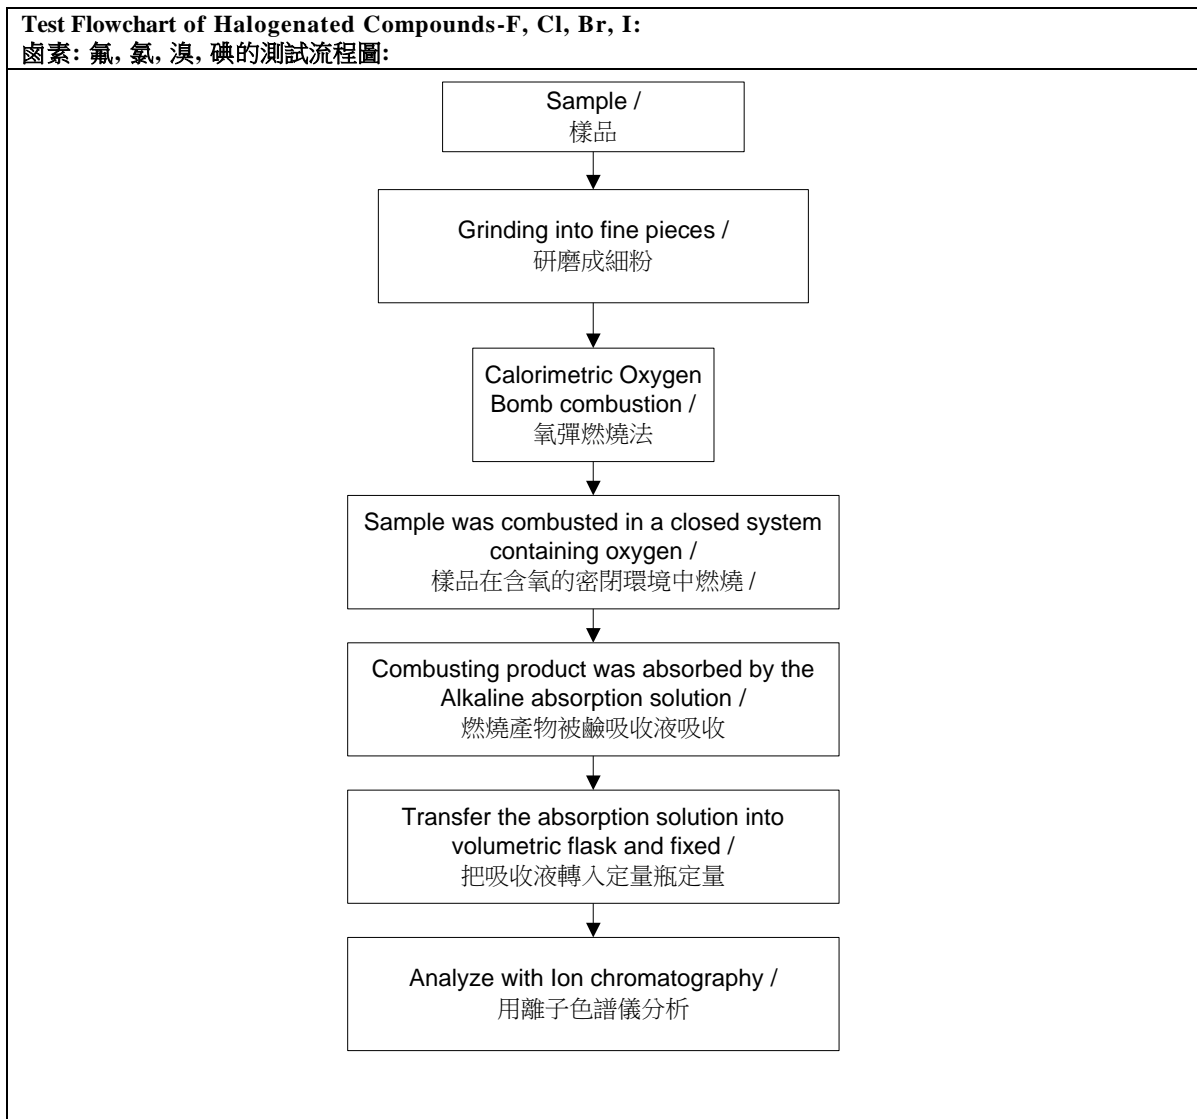 Test Flowchart of Halogenated Compounds-F, Cl, Br, I:
鹵素: 氟, 氯, 溴, 碘的測試流程圖:
Sample /
樣品
Grinding into fine pieces /
研磨成細粉
Calorimetric Oxygen
Bomb combustion /
氧彈燃燒法
Sample was combusted in a closed system
containing oxygen /
樣品在含氧的密閉環境中燃燒 /
Combusting product was absorbed by the
Alkaline absorption solution /
燃燒產物被鹼吸收液吸收
Transfer the absorption solution into
volumetric flask and fixed /
把吸收液轉入定量瓶定量
Analyze with Ion chromatography /
用離子色譜儀分析